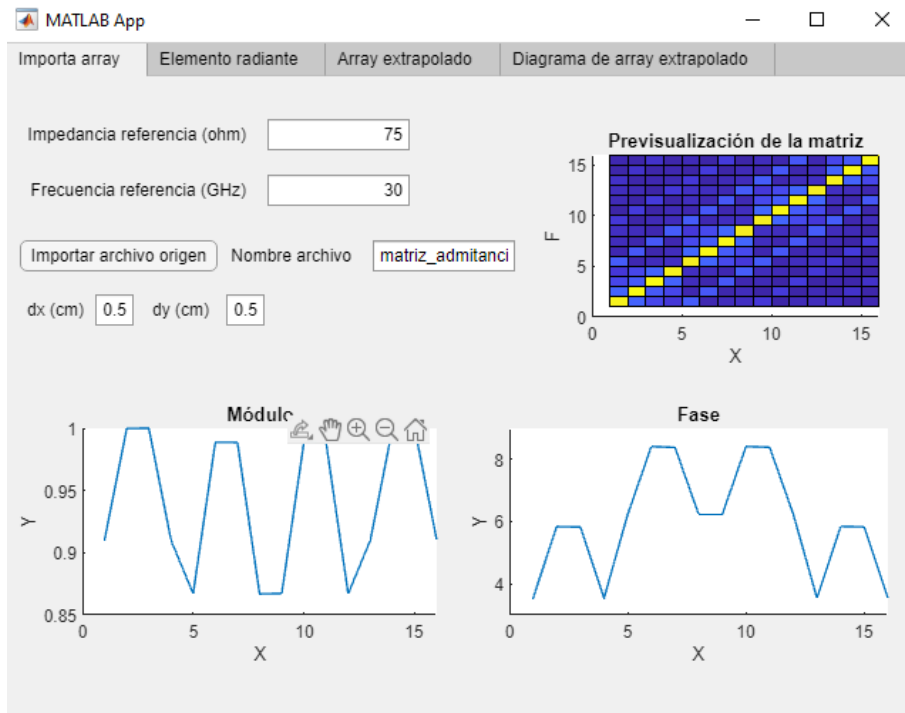 MATLAB App
Importa array
Elemento radiante
Array extrapolado
Diagrama de array extrapolado
Impedancia referencia (ohm)
75
Frecuencia referencia (GHz)
30
Importar archivo origen
Nombre archivo
matriz_admitanci
dx (cm)
0.5
dy (cm)
0.5
Previsualización de la matriz
15
10
5
0
F
0
5
10
15
X
Módulo
1
0.95
0.9
0.85
Y
0
5
10
15
X
Fase
8
6
4
Y
0
5
10
15
X